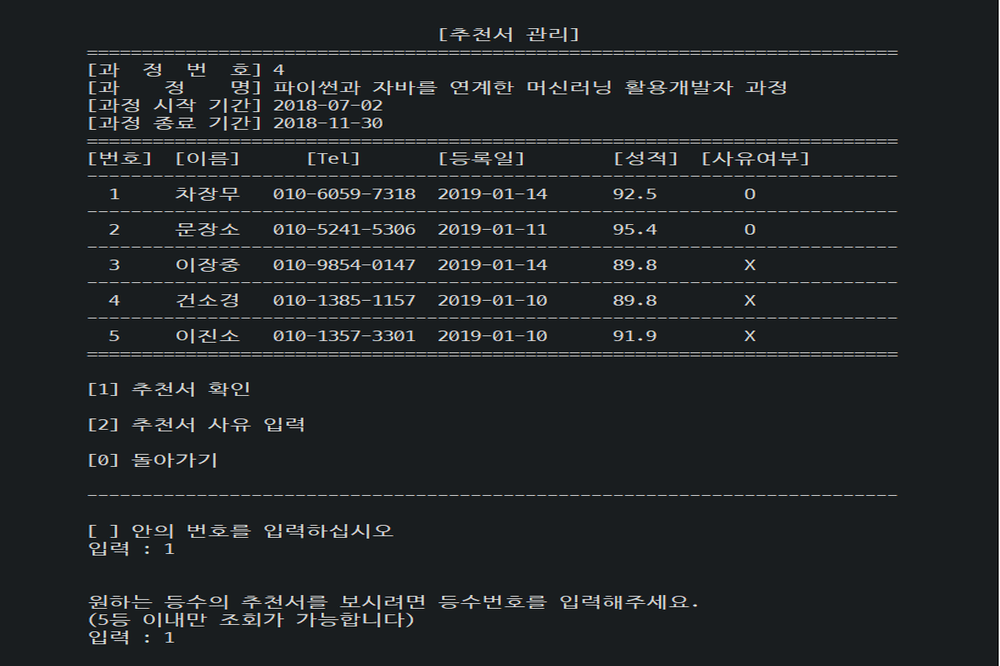 [추천서 관리]
==========================================================================
[과  정  번  호] 4
[과    정    명] 파이썬과 자바를 연계한 머신러닝 활용개발자 과정
[과정 시작 기간] 2018-07-02
[과정 종료 기간] 2018-11-30
==========================================================================
[번호]  [이름]      [Tel]       [등록일]        [성적]  [사유여부]
--------------------------------------------------------------------------
1     차장무   010-6059-7318  2019-01-14      92.5        O
--------------------------------------------------------------------------
2     문장소   010-5241-5306  2019-01-11      95.4        O
--------------------------------------------------------------------------
3     이장중   010-9854-0147  2019-01-14      89.8        X
--------------------------------------------------------------------------
4     건소경   010-1385-1157  2019-01-10      89.8        X
--------------------------------------------------------------------------
5     이진소   010-1357-3301  2019-01-10      91.9        X
==========================================================================
[1] 추천서 확인
[2] 추천서 사유 입력
[0] 돌아가기
--------------------------------------------------------------------------
[ ] 안의 번호를 입력하십시오
입력 : 1
원하는 등수의 추천서를 보시려면 등수번호를 입력해주세요.
(5등 이내만 조회가 가능합니다)
입력 : 1